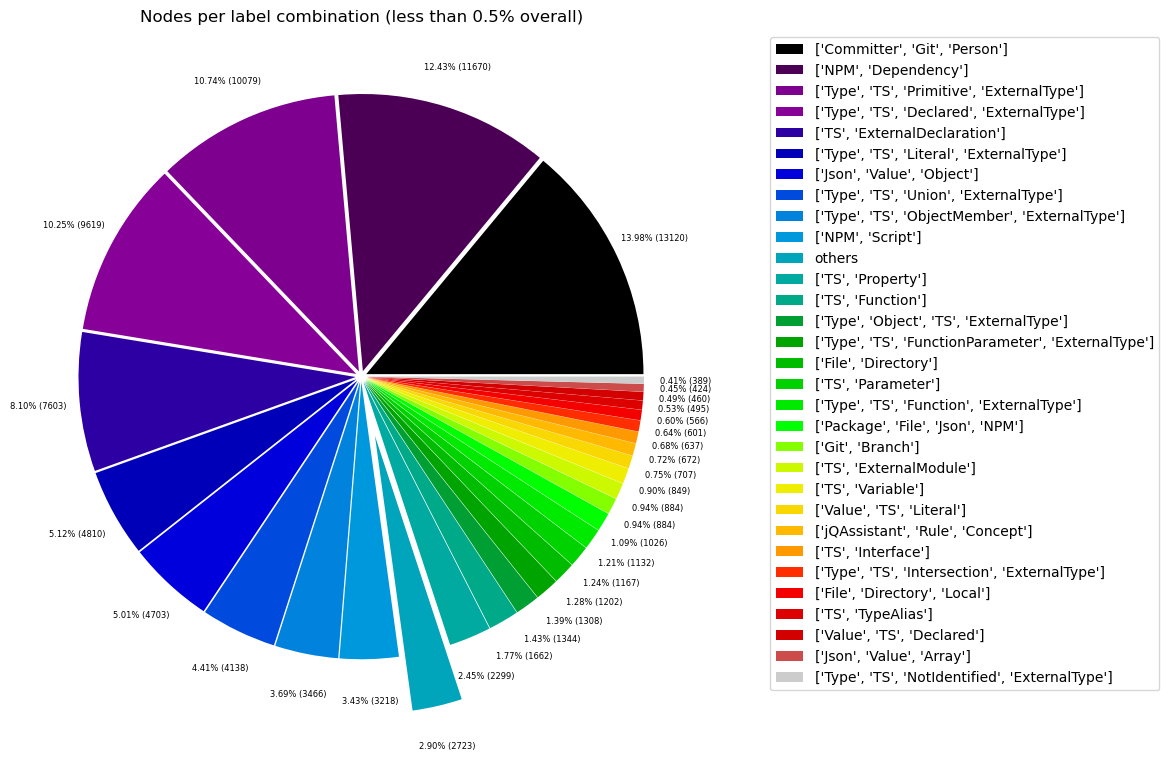 Nodes per label combination (less than 0.5% overall)
13.98% (13120)
12.43% (11670)
10.74% (10079)
10.25% (9619)
8.10% (7603)
5.12% (4810)
5.01% (4703)
4.41% (4138)
3.69% (3466)
3.43% (3218)
2.90% (2723)
2.45% (2299)
1.77% (1662)
1.43% (1344)
1.39% (1308)
1.28% (1202)
1.24% (1167)
1.21% (1132)
1.09% (1026)
0.94% (884)
0.94% (884)
0.90% (849)
0.75% (707)
0.72% (672)
0.68% (637)
0.64% (601)
0.60% (566)
0.53% (495)
0.49% (460)
0.45% (424)
0.41% (389)
['Committer', 'Git', 'Person']
['NPM', 'Dependency']
['Type', 'TS', 'Primitive', 'ExternalType']
['Type', 'TS', 'Declared', 'ExternalType']
['TS', 'ExternalDeclaration']
['Type', 'TS', 'Literal', 'ExternalType']
['Json', 'Value', 'Object']
['Type', 'TS', 'Union', 'ExternalType']
['Type', 'TS', 'ObjectMember', 'ExternalType']
['NPM', 'Script']
others
['TS', 'Property']
['TS', 'Function']
['Type', 'Object', 'TS', 'ExternalType']
['Type', 'TS', 'FunctionParameter', 'ExternalType']
['File', 'Directory']
['TS', 'Parameter']
['Type', 'TS', 'Function', 'ExternalType']
['Package', 'File', 'Json', 'NPM']
['Git', 'Branch']
['TS', 'ExternalModule']
['TS', 'Variable']
['Value', 'TS', 'Literal']
['jQAssistant', 'Rule', 'Concept']
['TS', 'Interface']
['Type', 'TS', 'Intersection', 'ExternalType']
['File', 'Directory', 'Local']
['TS', 'TypeAlias']
['Value', 'TS', 'Declared']
['Json', 'Value', 'Array']
['Type', 'TS', 'NotIdentified', 'ExternalType']